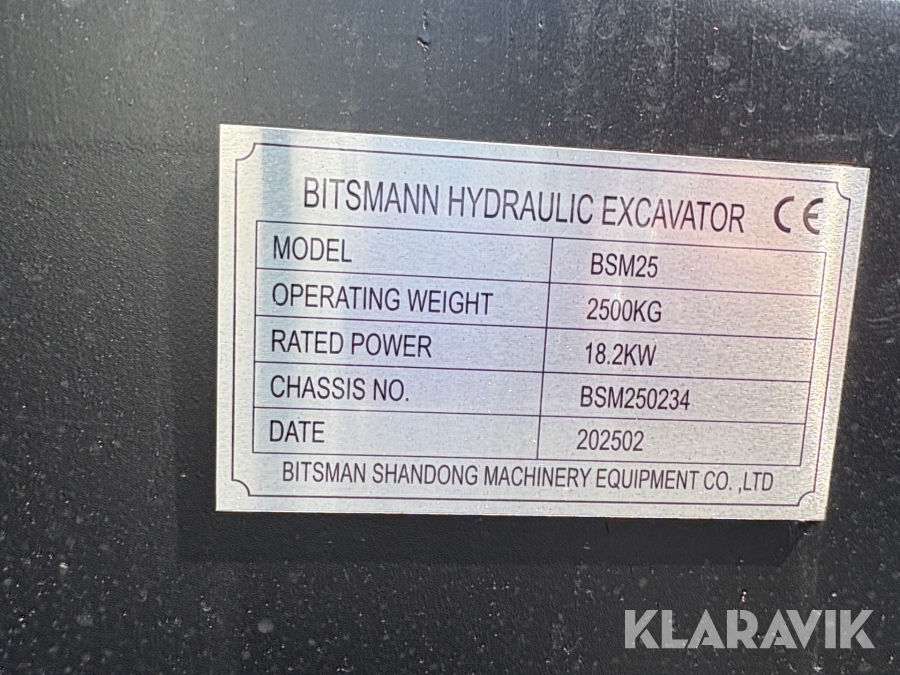 BITSMANN HYDRAULIC EXCAVATOR CE
MODEL BSM25
OPERATING WEIGHT 2500KG
RATED POWER 18.2KW
CHASSIS NO. BSM250234
DATE 202502
BITSMAN SHANDONG MACHINERY EQUIPMENT CO. ,LTD
KLARAVIK